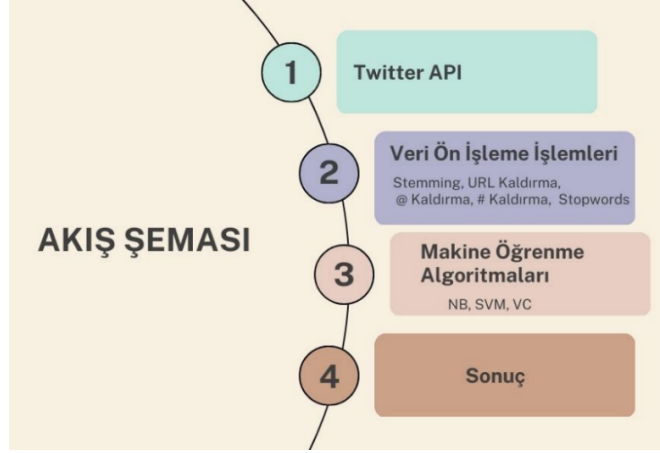 AKIŞ ŞEMASI
1
Twitter API
2
Veri Ön İşleme İşlemleri
Stemming, URL Kaldırma,
@ Kaldırma, # Kaldırma, Stopwords
3
Makine Öğrenme
Algoritmaları
NB, SVM, VC
4
Sonuç